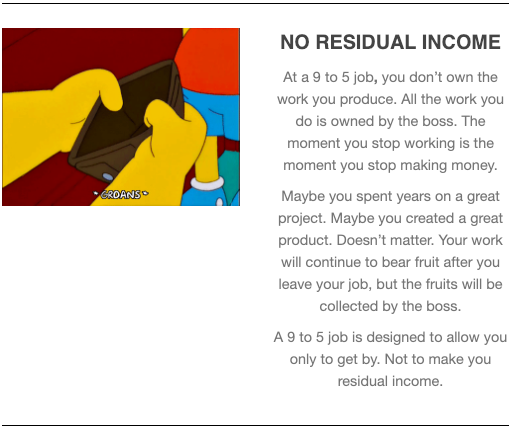 *GROANS*
NO RESIDUAL INCOME
At a 9 to 5 job, you don't own the
work you produce. All the work you
do is owned by the boss. The
moment you stop working is the
moment you stop making money.
Maybe you spent years on a great
project. Maybe you created a great
product. Doesn't matter. Your work
will continue to bear fruit after you
leave your job, but the fruits will be
collected by the boss.
A 9 to 5 job is designed to allow you
only to get by. Not to make you
residual income.